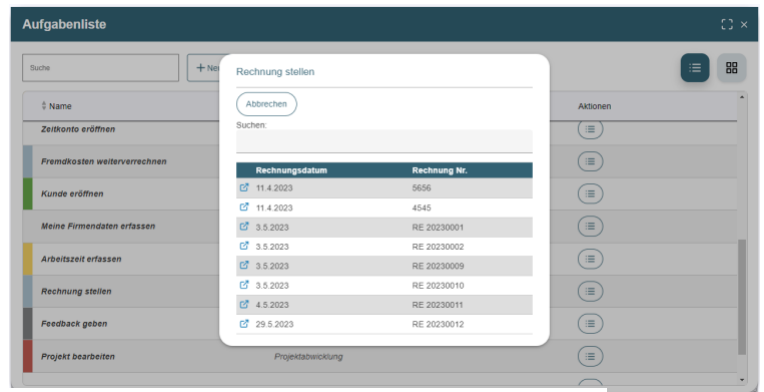 Aufgabenliste
Suche
Rechnung stellen
Abbrechen
Suchen:
Rechnungsdatum Rechnung Nr.
11.4.2023 5656
11.4.2023 4545
3.5.2023 RE 20230001
3.5.2023 RE 20230002
3.5.2023 RE 20230009
3.5.2023 RE 20230010
4.5.2023 RE 20230011
29.5.2023 RE 20230012
Name Aktionen
Zeitkonto eröffnen
Fremdkosten weiterverrechnen
Kunde eröffnen
Meine Firmendaten erfassen
Arbeitszeit erfassen
Rechnung stellen
Feedback geben
Projekt bearbeiten Projektabwicklung